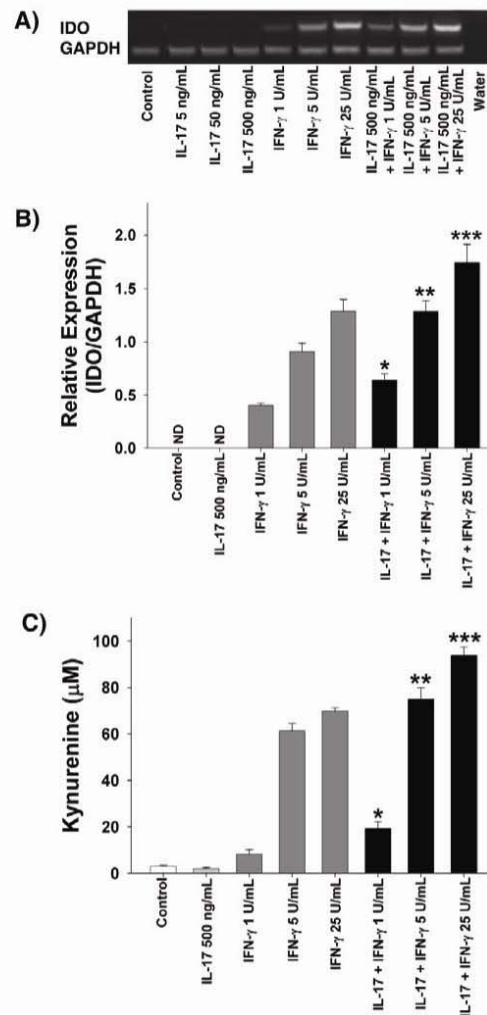 A)
IDO
GAPDH
Control
IL-17 5 ng/mL
IL-17 50 ng/mL
IL-17 500 ng/mL
IFN-γ 1 U/mL
IFN-γ 5 U/mL
IFN-γ 25 U/mL
IL-17 500 ng/mL
+ IFN-γ 1 U/mL
IL-17 500 ng/mL
+ IFN-γ 5 U/mL
IL-17 500 ng/mL
+ IFN-γ 25 U/mL
Water
B)
Relative Expression
(IDO/GAPDH)
2.0
1.5
1.0
0.5
0.0
ND
ND
*
**
***
Control
IL-17 500 ng/mL
IFN-γ 1 U/mL
IFN-γ 5 U/mL
IFN-γ 25 U/mL
IL-17 + IFN-γ 1 U/mL
IL-17 + IFN-γ 5 U/mL
IL-17 + IFN-γ 25 U/mL
C)
Kynurenine (μM)
100
80
60
40
20
0
*
**
***
Control
IL-17 500 ng/mL
IFN-γ 1 U/mL
IFN-γ 5 U/mL
IFN-γ 25 U/mL
IL-17 + IFN-γ 1 U/mL
IL-17 + IFN-γ 5 U/mL
IL-17 + IFN-γ 25 U/mL